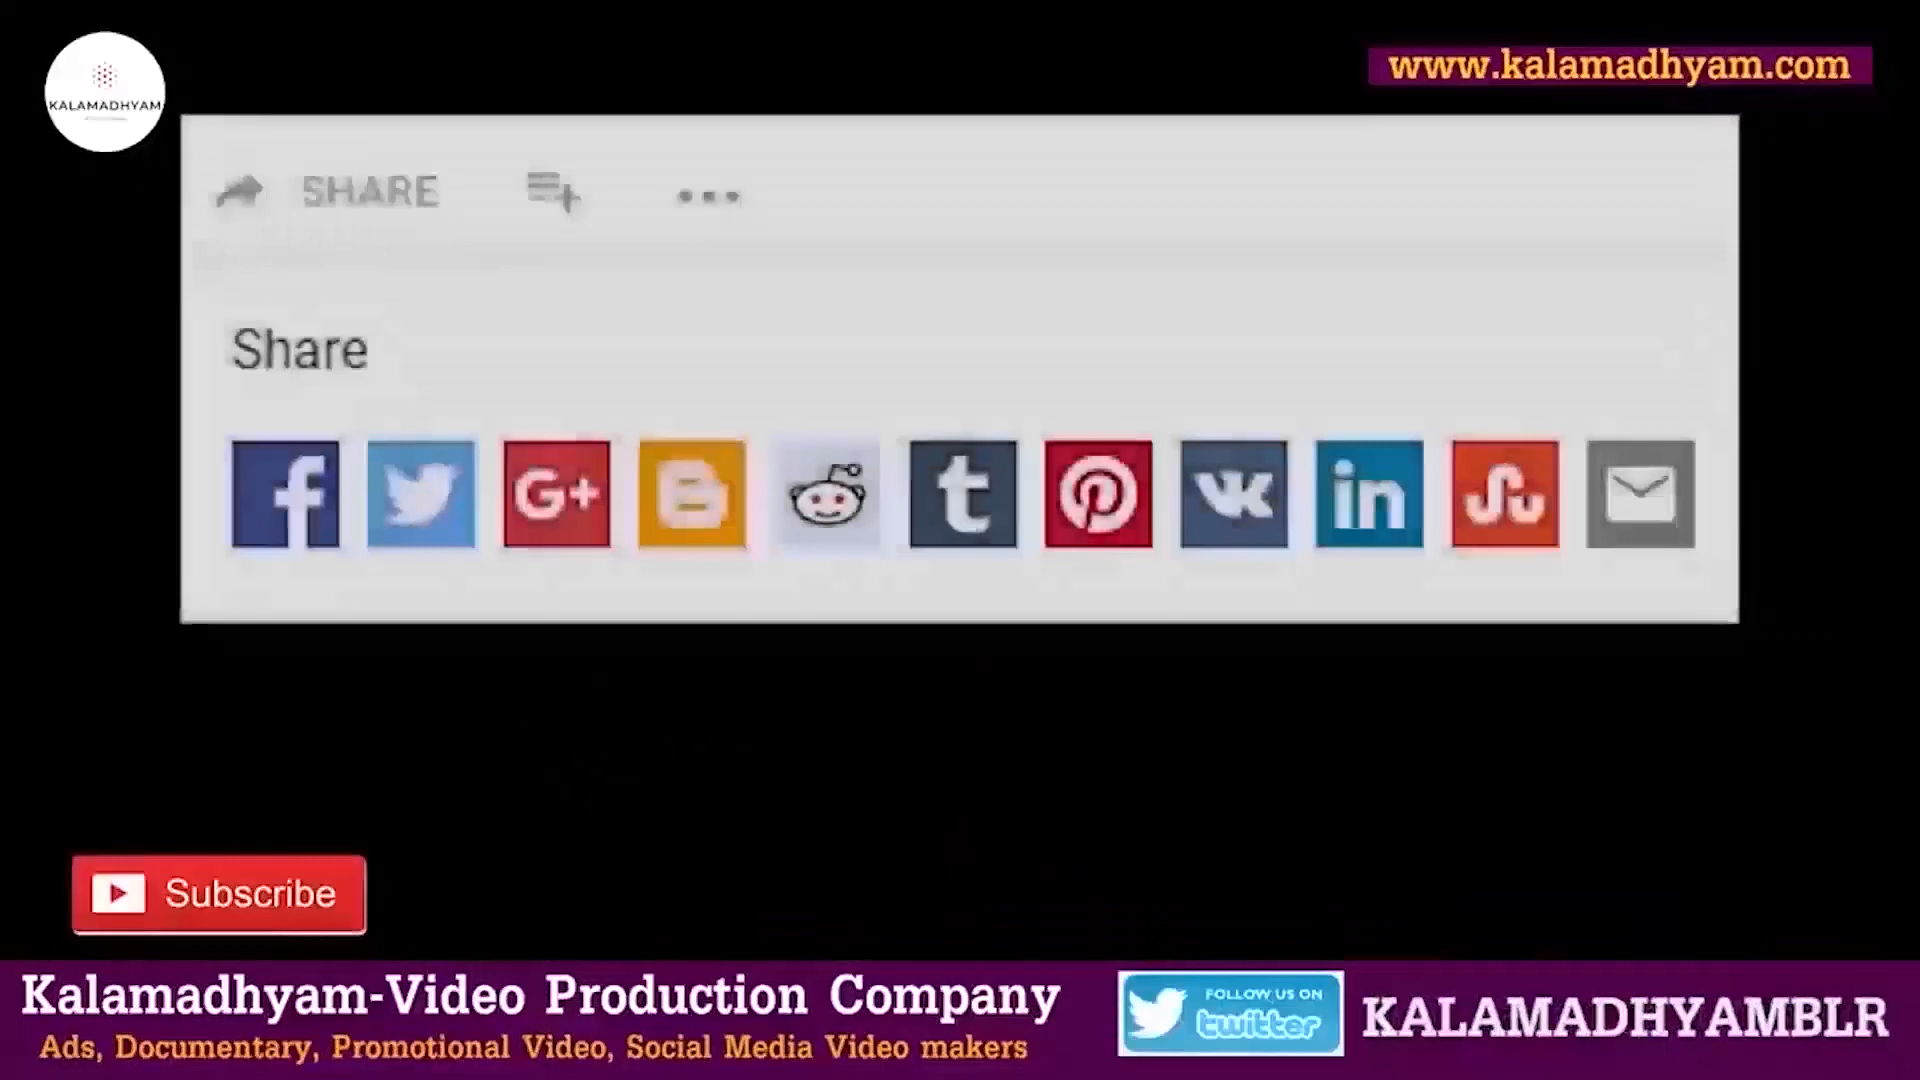 KALAMADHYAM
www.kalamadhyam.com
SHARE
Share
f
G+
B
t
in
Subscribe
Kalamadhyam-Video Production Company
Ads, Documentary, Promotional Video, Social Media Video makers
FOLLOW US ON
twitter
KALAMADHYAMBLR